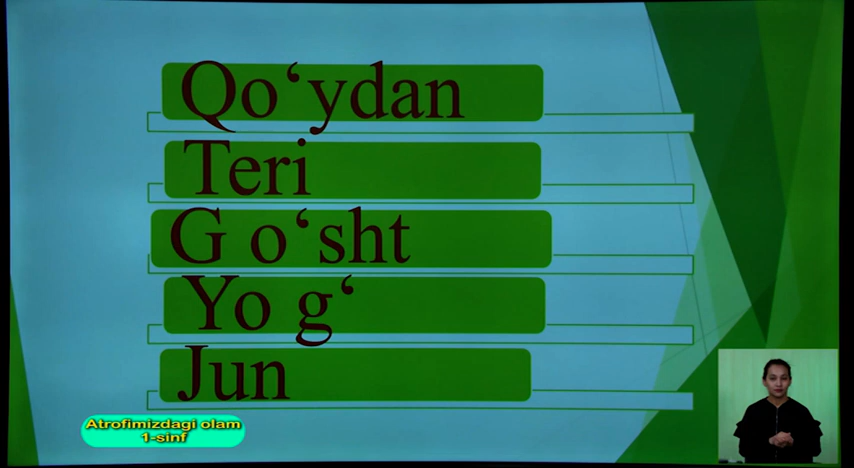 Qo‘ydan
Teri
G o‘sht
Yo g‘
Jun
Atrofimizdagi olam
1-sinf